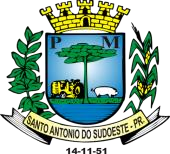 P M
SANTO ANTONIO DO SUDOESTE - PR
14-11-51